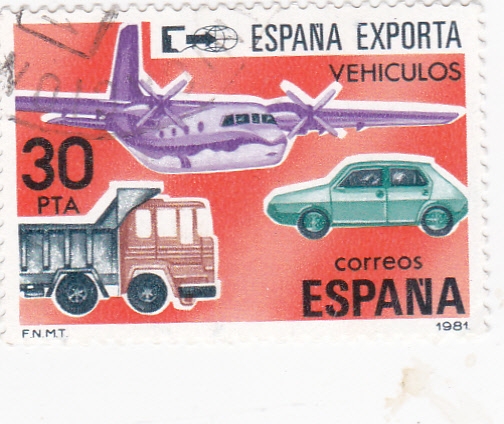 ESPAÑA EXPORTA
VEHICULOS
30
PTA
correos
ESPAÑA
F.N.M.T.
1981